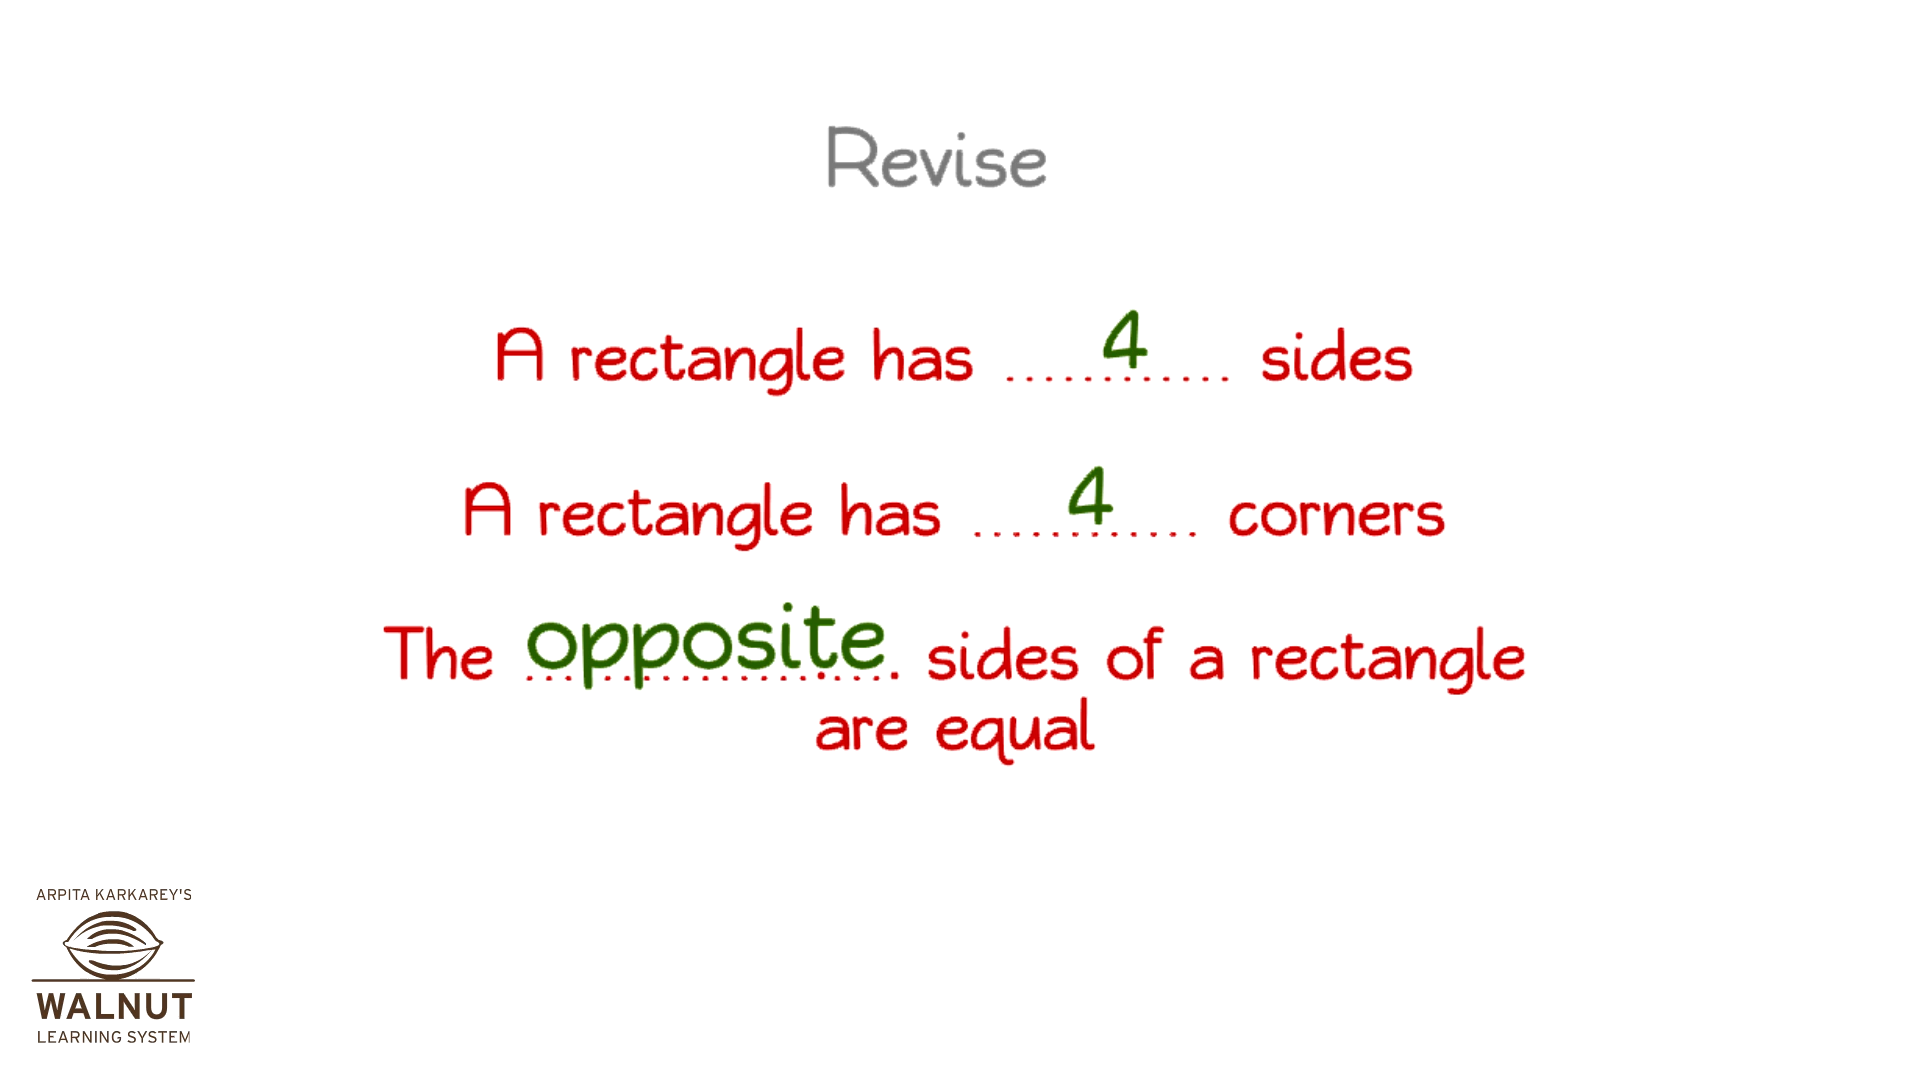 Revise
A rectangle has ............ 4 sides
A rectangle has ............ 4 corners
The opposite sides of a rectangle
are equal
ARPITA KARKAREY'S
WALNUT
LEARNING SYSTEM